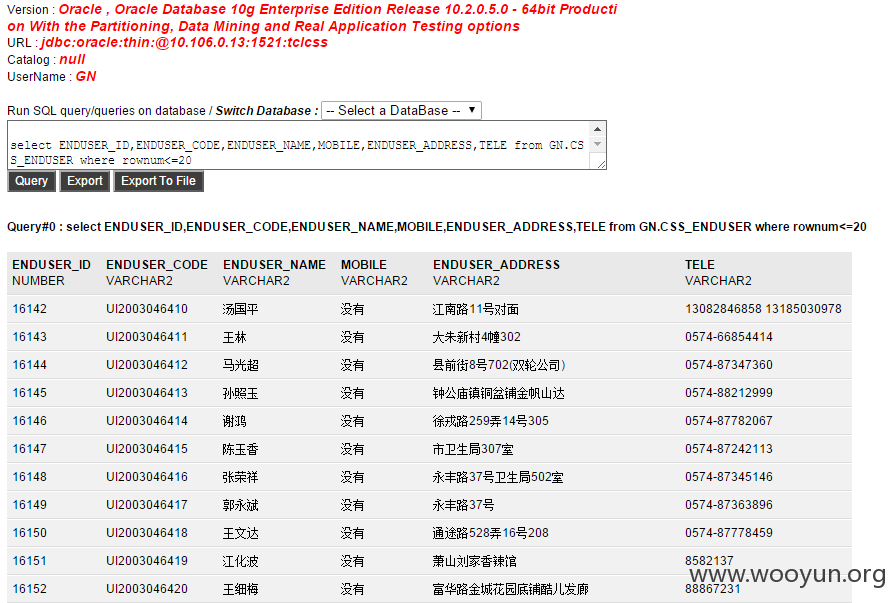 Version : Oracle , Oracle Database 10g Enterprise Edition Release 10.2.0.5.0 - 64bit Producti
on With the Partitioning, Data Mining and Real Application Testing options
URL : jdbc:oracle:thin:@10.106.0.13:1521:tclcss
Catalog : null
UserName : GN
Run SQL query/queries on database / Switch Database : -- Select a DataBase -- ▼
select ENDUSER_ID,ENDUSER_CODE,ENDUSER_NAME,MOBILE,ENDUSER_ADDRESS,TELE from GN.CS
S_ENDUSER where rownum<=20
Query Export Export To File
Query#0 : select ENDUSER_ID,ENDUSER_CODE,ENDUSER_NAME,MOBILE,ENDUSER_ADDRESS,TELE from GN.CSS_ENDUSER where rownum<=20
ENDUSER_ID ENDUSER_CODE ENDUSER_NAME MOBILE ENDUSER_ADDRESS TELE
NUMBER VARCHAR2 VARCHAR2 VARCHAR2 VARCHAR2 VARCHAR2
16142 UI2003046410 汤国平 没有 江南路11号对面 13082846858 13185030978
16143 UI2003046411 王林 没有 大朱新村4幢302 0574-66854414
16144 UI2003046412 马光超 没有 县前街8号702(双轮公司) 0574-87347360
16145 UI2003046413 孙照玉 没有 钟公庙镇铜盆铺金帆山达 0574-88212999
16146 UI2003046414 谢鸿 没有 徐戎路259弄14号305 0574-87782067
16147 UI2003046415 陈玉香 没有 市卫生局307室 0574-87242113
16148 UI2003046416 张荣祥 没有 永丰路37号卫生局502室 0574-87345146
16149 UI2003046417 郭永斌 没有 永丰路37号 0574-87363896
16150 UI2003046418 王文达 没有 通途路528弄16号208 0574-87778459
16151 UI2003046419 江化波 没有 萧山刘家香辣馆 8582137
16152 UI2003046420 王细梅 没有 富华路金城花园底铺酷儿发廊 88867231
www.wooyun.org